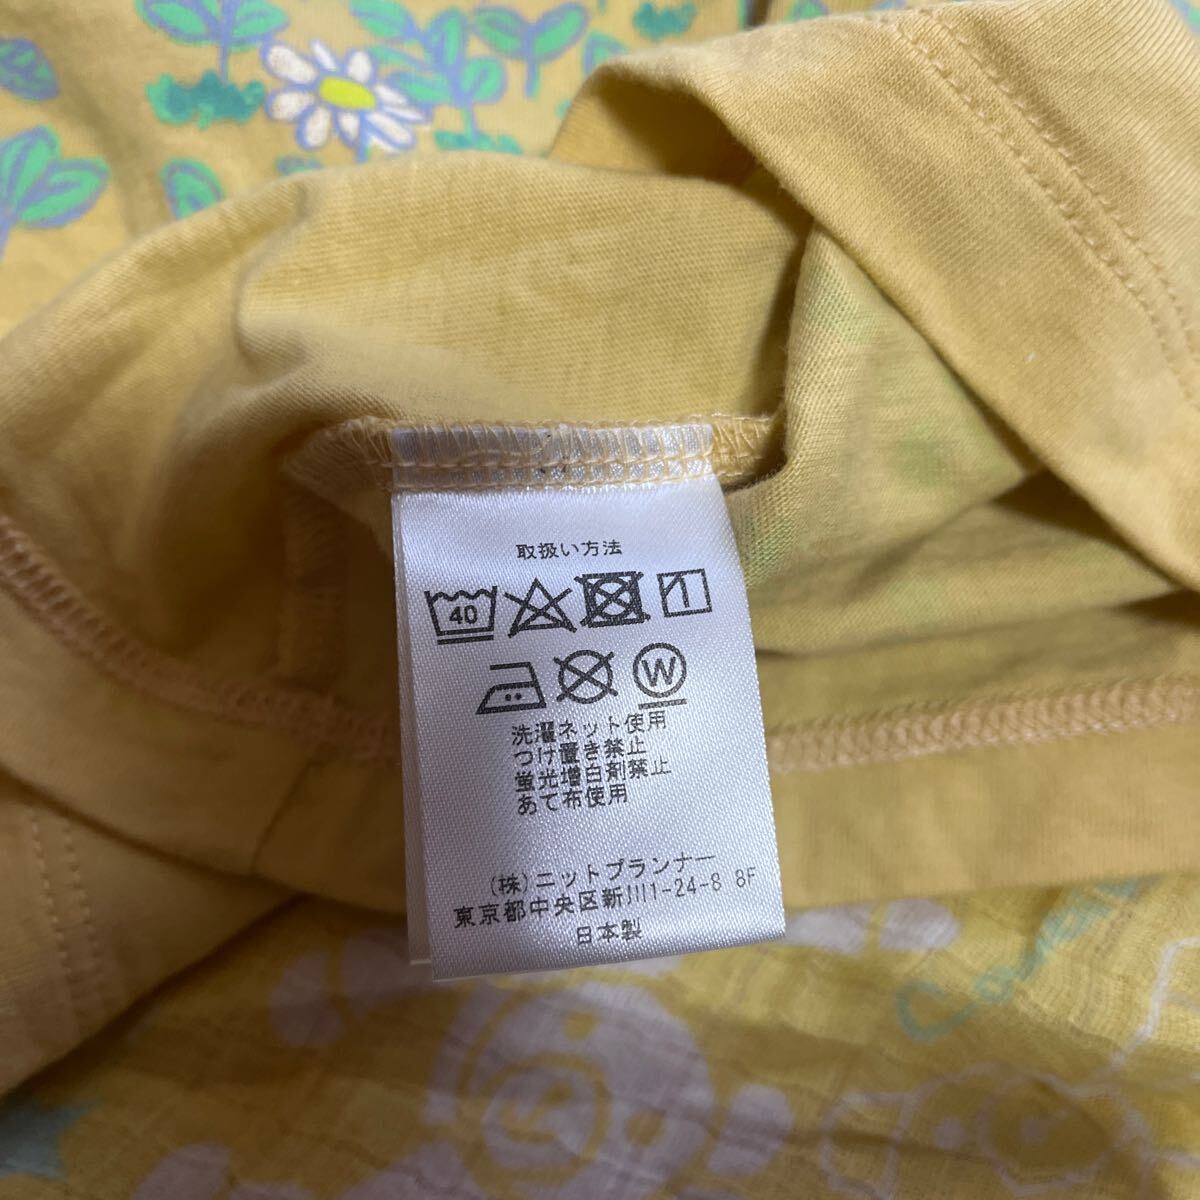 取扱い方法
40
W
洗濯ネット使用
つけ置き禁止
蛍光増白剤禁止
あて布使用
(株)ニットプランナー
東京都中央区新川1-24-8 8F
日本製